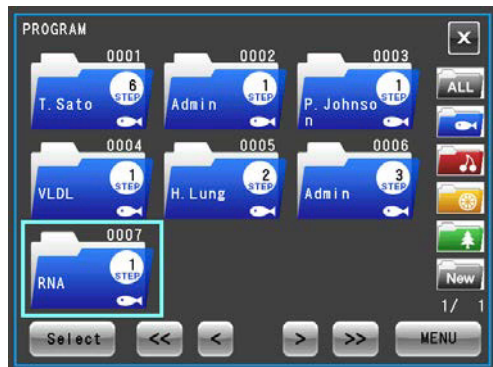 PROGRAM
X
0001
0002
0003
6
STEP
T.Sato
1
STEP
Admin
1
STEP
P.Johnso
n
ALL
0004
0005
0006
1
STEP
VLDL
2
STEP
H.Lung
3
STEP
Admin
0007
1
STEP
RNA
New
1/ 1
Select
<<
<
>
>>
MENU